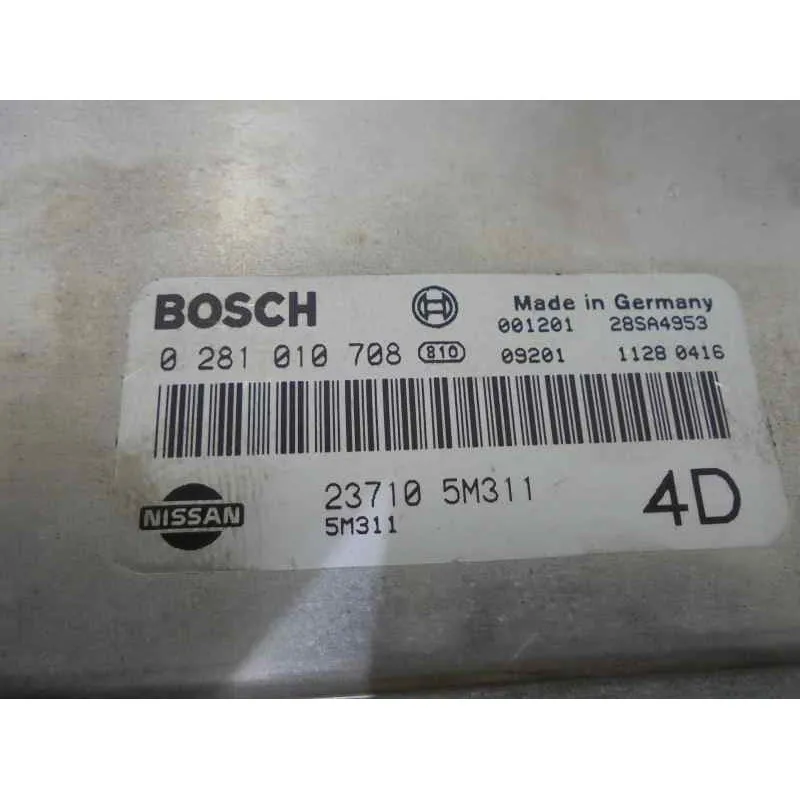 BOSCH Made in Germany
001201 28SA4953
0 281 010 708 810 09201 1128 0416
NISSAN 23710 5M311 4D
5M311